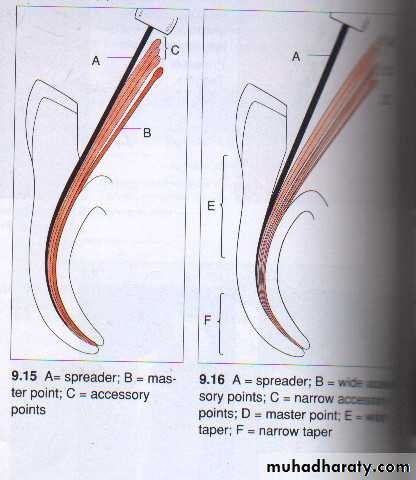 A
C
B
A
E
F
9.15 A= spreader; B = mas-
ter point; C = accessory
points
9.16 A = spreader; B = wide
sory points; C = narrow
points; D = master point; E =
taper; F = narrow taper
muhadharaty.com